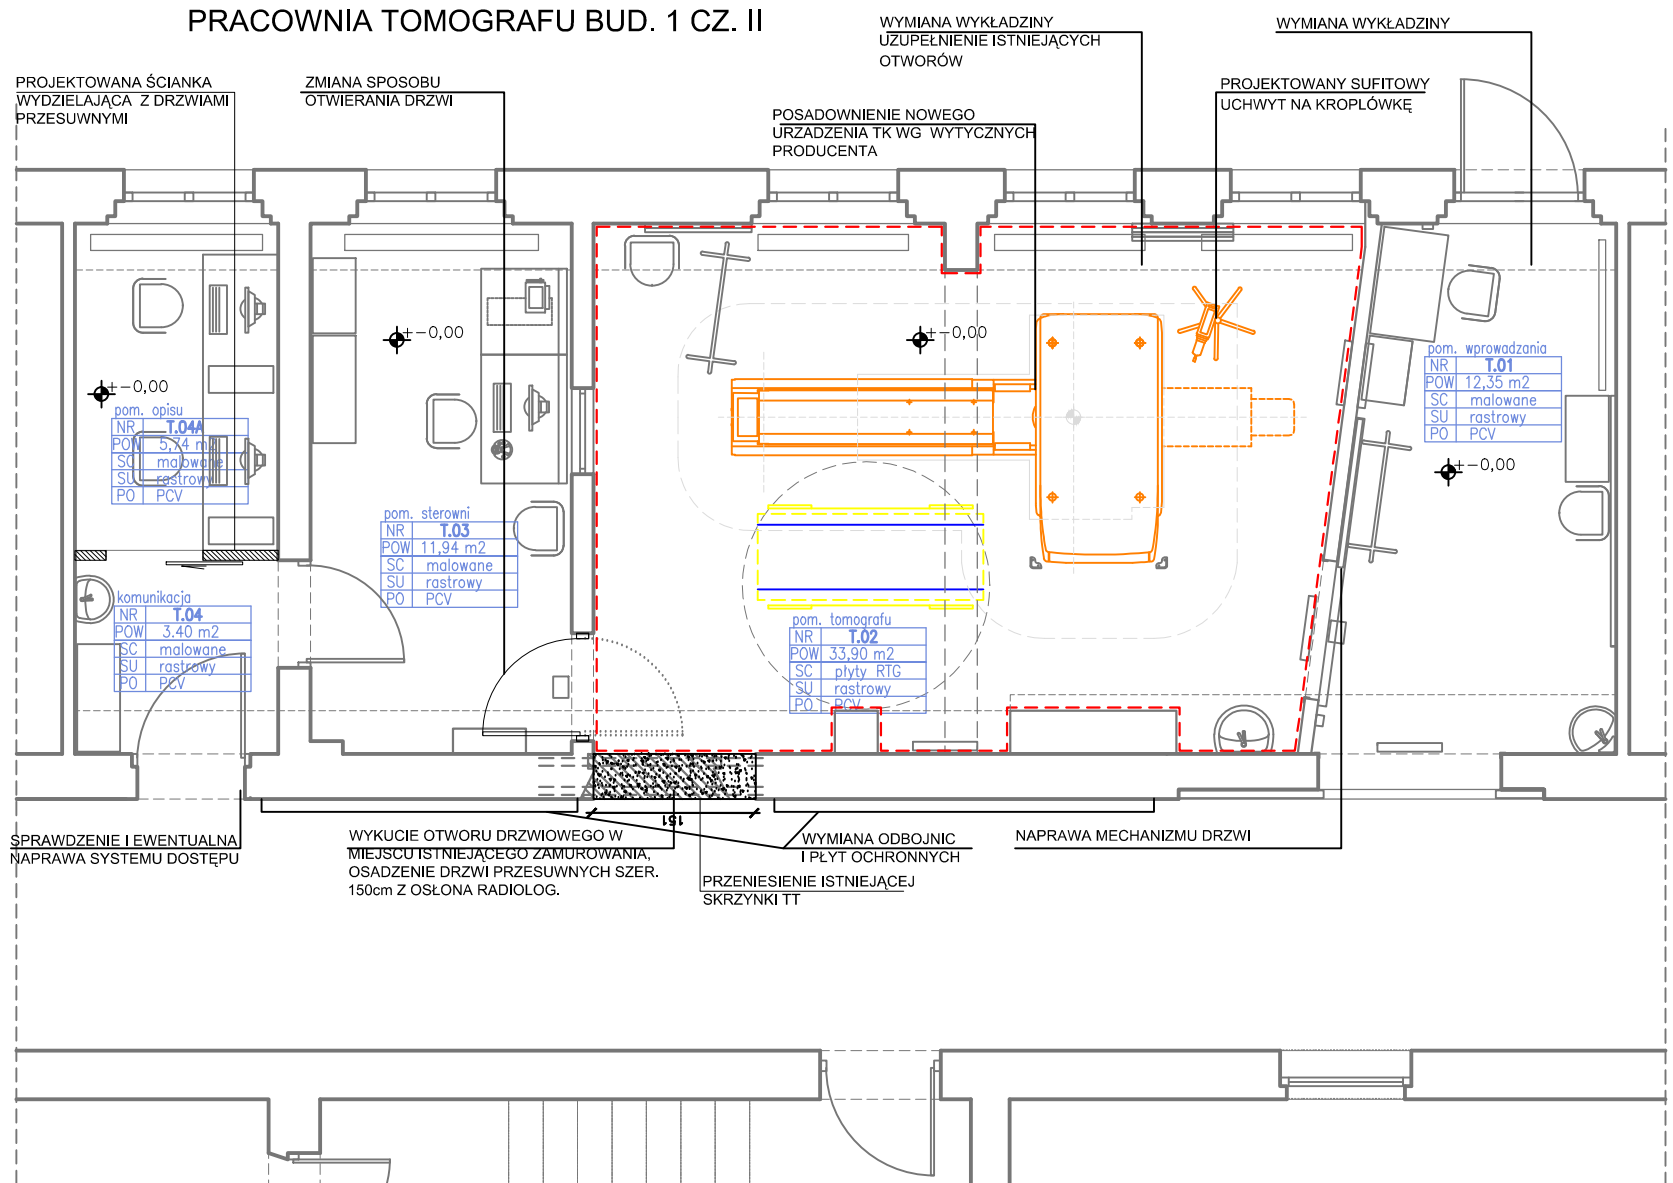 PRACOWNIA TOMOGRAFU BUD. 1 CZ. II
WYMIANA WYKŁADZINY
UZUPEŁNIENIE ISTNIEJĄCYCH
OTWORÓW
WYMIANA WYKŁADZINY
PROJEKTOWANA ŚCIANKA
WYDZIELAJĄCA Z DRZWIAMI
PRZESUWNYMI
ZMIANA SPOSOBU
OTWIERANIA DRZWI
POSADOWNIENIE NOWEGO
URZADZENIA TK WG WYTYCZNYCH
PRODUCENTA
PROJEKTOWANY SUFITOWY
UCHWYT NA KROPLÓWKĘ
+-0,00
+-0,00
+-0,00
+-0,00
pom. opisu
NR T.04A
POW 5,74 m2
SC malowane
SU rastrowy
PO PCV
pom. sterowni
NR T.03
POW 11,94 m2
SC malowane
SU rastrowy
PO PCV
komunikacja
NR T.04
POW 3.40 m2
SC malowane
SU rastrowy
PO PCV
pom. tomografu
NR T.02
POW 33,90 m2
SC płyty RTG
SU rastrowy
PO PCV
pom. wprowadzania
NR T.01
POW 12,35 m2
SC malowane
SU rastrowy
PO PCV
151
SPRAWDZENIE I EWENTUALNA
NAPRAWA SYSTEMU DOSTĘPU
WYKUCIE OTWORU DRZWIOWEGO W
MIEJSCU ISTNIEJĄCEGO ZAMUROWANIA,
OSADZENIE DRZWI PRZESUWNYCH SZER.
150cm Z OSŁONA RADIOLOG.
WYMIANA ODBOJNIC
I PŁYT OCHRONNYCH
PRZENIESIENIE ISTNIEJĄCEJ
SKRZYNKI TT
NAPRAWA MECHANIZMU DRZWI